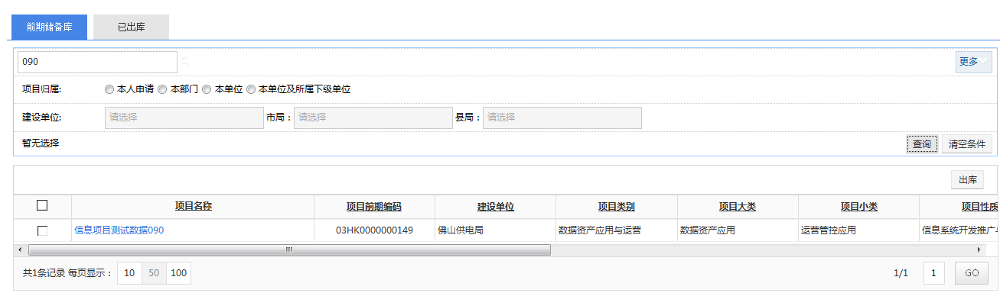 前期储备库 已出库
090 更多
项目归属: 本人申请 本部门 本单位 本单位及所属下级单位
建设单位: 请选择 市局： 请选择 县局： 请选择
暂无选择 查询 清空条件
出库
项目名称 项目前期编码 建设单位 项目类别 项目大类 项目小类 项目性质
信息项目测试数据090 03HK0000000149 佛山供电局 数据资产应用与运营 数据资产应用 运营管控应用 信息系统开发推广
共1条记录 每页显示： 10 50 100 1/1 1 GO